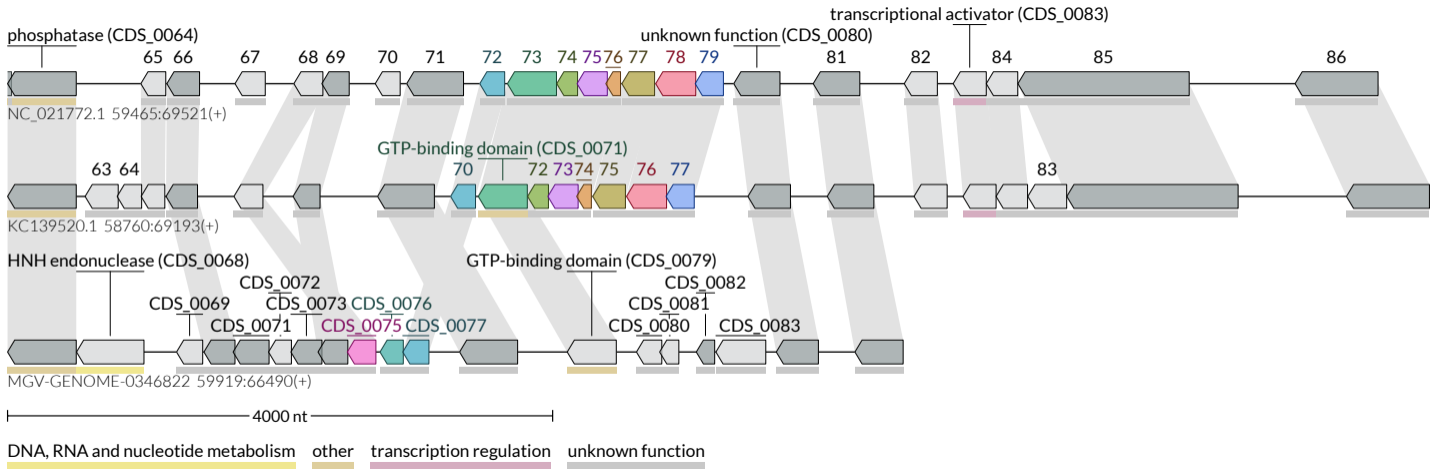 transcriptional activator (CDS_0083)
phosphatase (CDS_0064) unknown function (CDS_0080)
65 66 67 68 69 70 71 72 73 74 75 76 77 78 79 81 82 84 85 86
NC_021772.1 59465:69521(+)
GTP-binding domain (CDS_0071)
63 64 70 72 73 74 75 76 77 83
KC139520.1 58760:69193(+)
HNH endonuclease (CDS_0068) GTP-binding domain (CDS_0079)
CDS_0072 CDS_0082
CDS_0069 CDS_0073 CDS_0076 CDS_0081
CDS_0071 CDS_0075 CDS_0077 CDS_0080 CDS_0083
MGV-GENOME-0346822 59919:66490(+)
4000 nt
DNA, RNA and nucleotide metabolism other transcription regulation unknown function